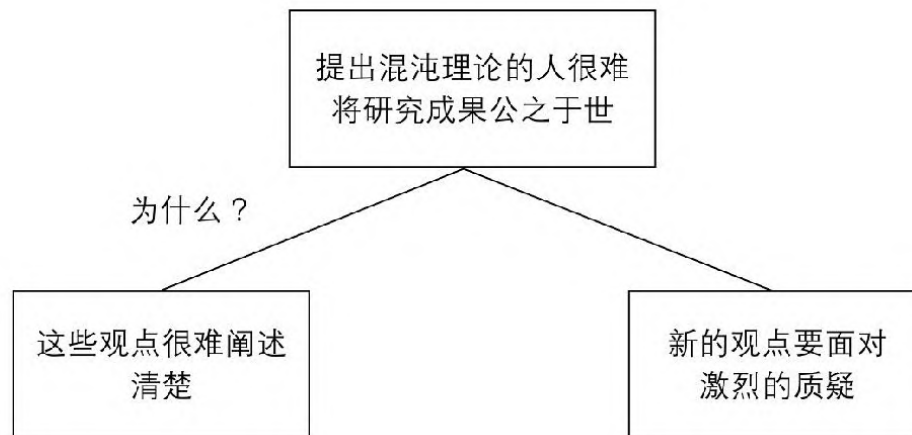 提出混沌理论的人很难
将研究成果公之于世
为什么？
这些观点很难阐述
清楚
新的观点要面对
激烈的质疑